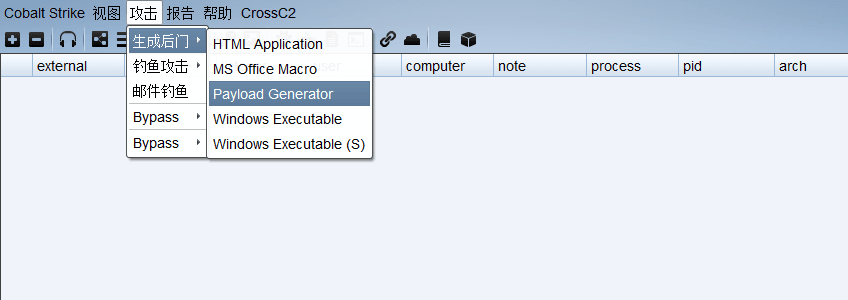 Cobalt Strike 视图 攻击 报告 帮助 CrossC2
生成后门
钓鱼攻击
邮件钓鱼
Bypass
Bypass
HTML Application
MS Office Macro
Payload Generator
Windows Executable
Windows Executable (S)
external computer note process pid arch